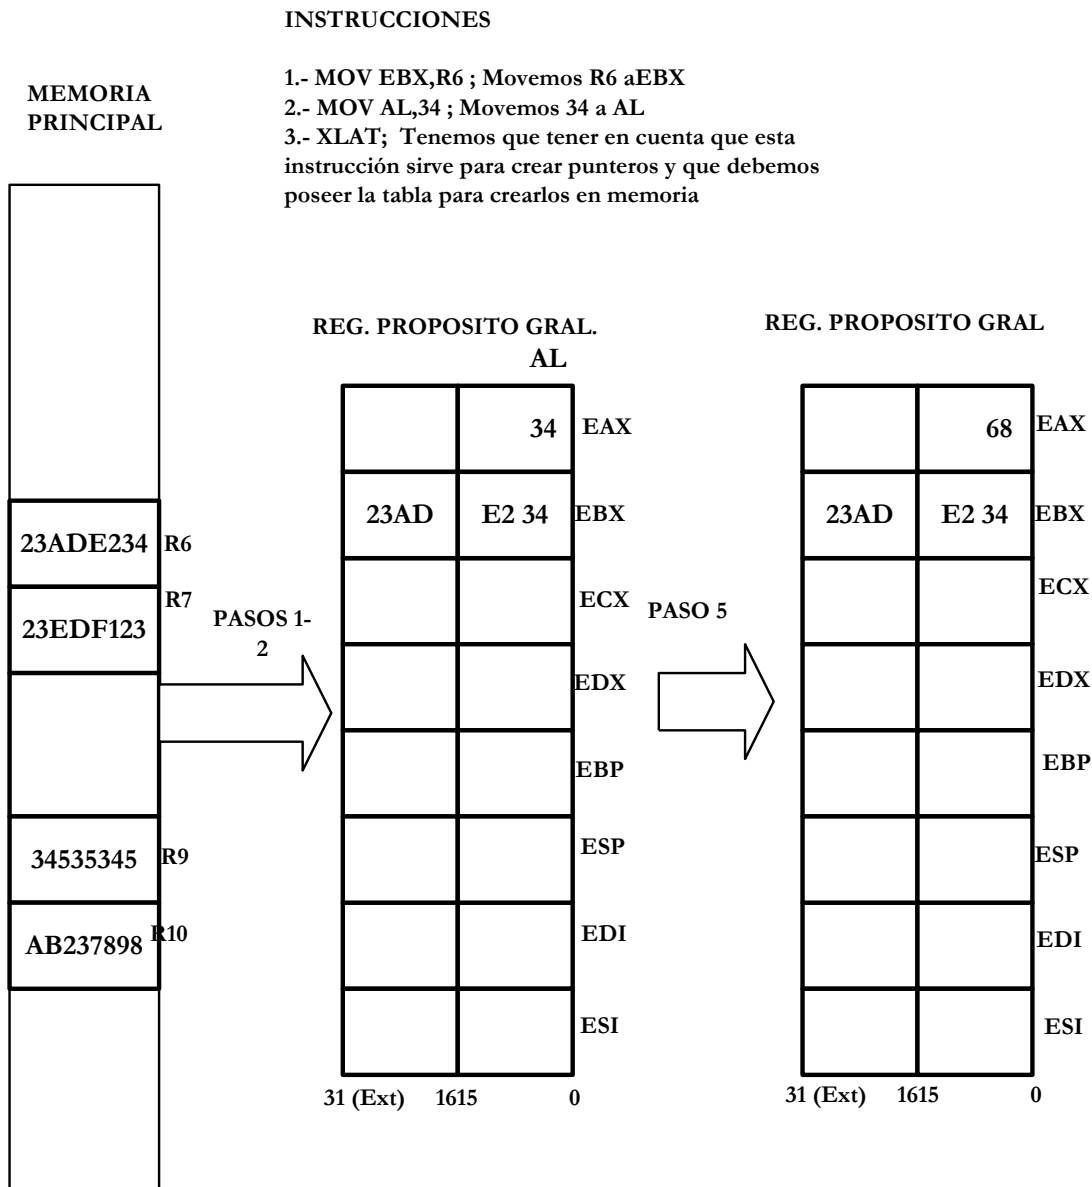 INSTRUCCIONES
1.- MOV EBX,R6 ; Movemos R6 aEBX
2.- MOV AL,34 ; Movemos 34 a AL
3.- XLAT;  Tenemos que tener en cuenta que esta
instrucción sirve para crear punteros y que debemos
poseer la tabla para crearlos en memoria
MEMORIA
PRINCIPAL
23ADE234 R6
R7
23EDF123
34535345 R9
AB237898 R10
PASOS 1-
2
REG. PROPOSITO GRAL.
AL
34 EAX
23AD E2 34 EBX
ECX
EDX
EBP
ESP
EDI
ESI
31 (Ext) 1615 0
PASO 5
REG. PROPOSITO GRAL
68 EAX
23AD E2 34 EBX
ECX
EDX
EBP
ESP
EDI
ESI
31 (Ext) 1615 0